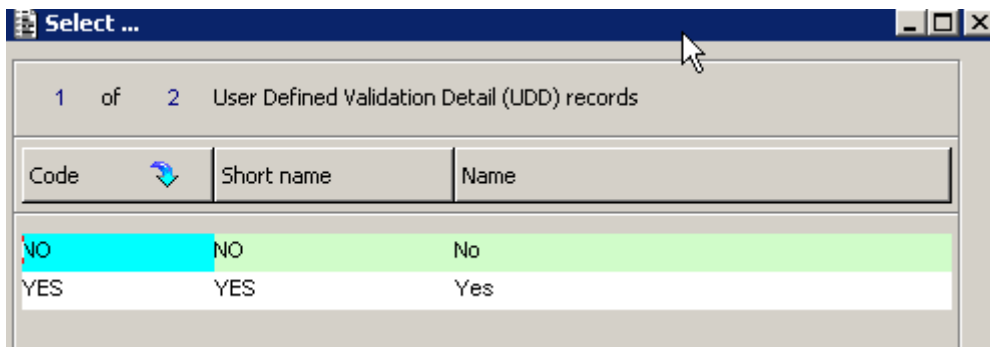 Select ...
1 of 2 User Defined Validation Detail (UDD) records
Code Short name Name
NO NO No
YES YES Yes